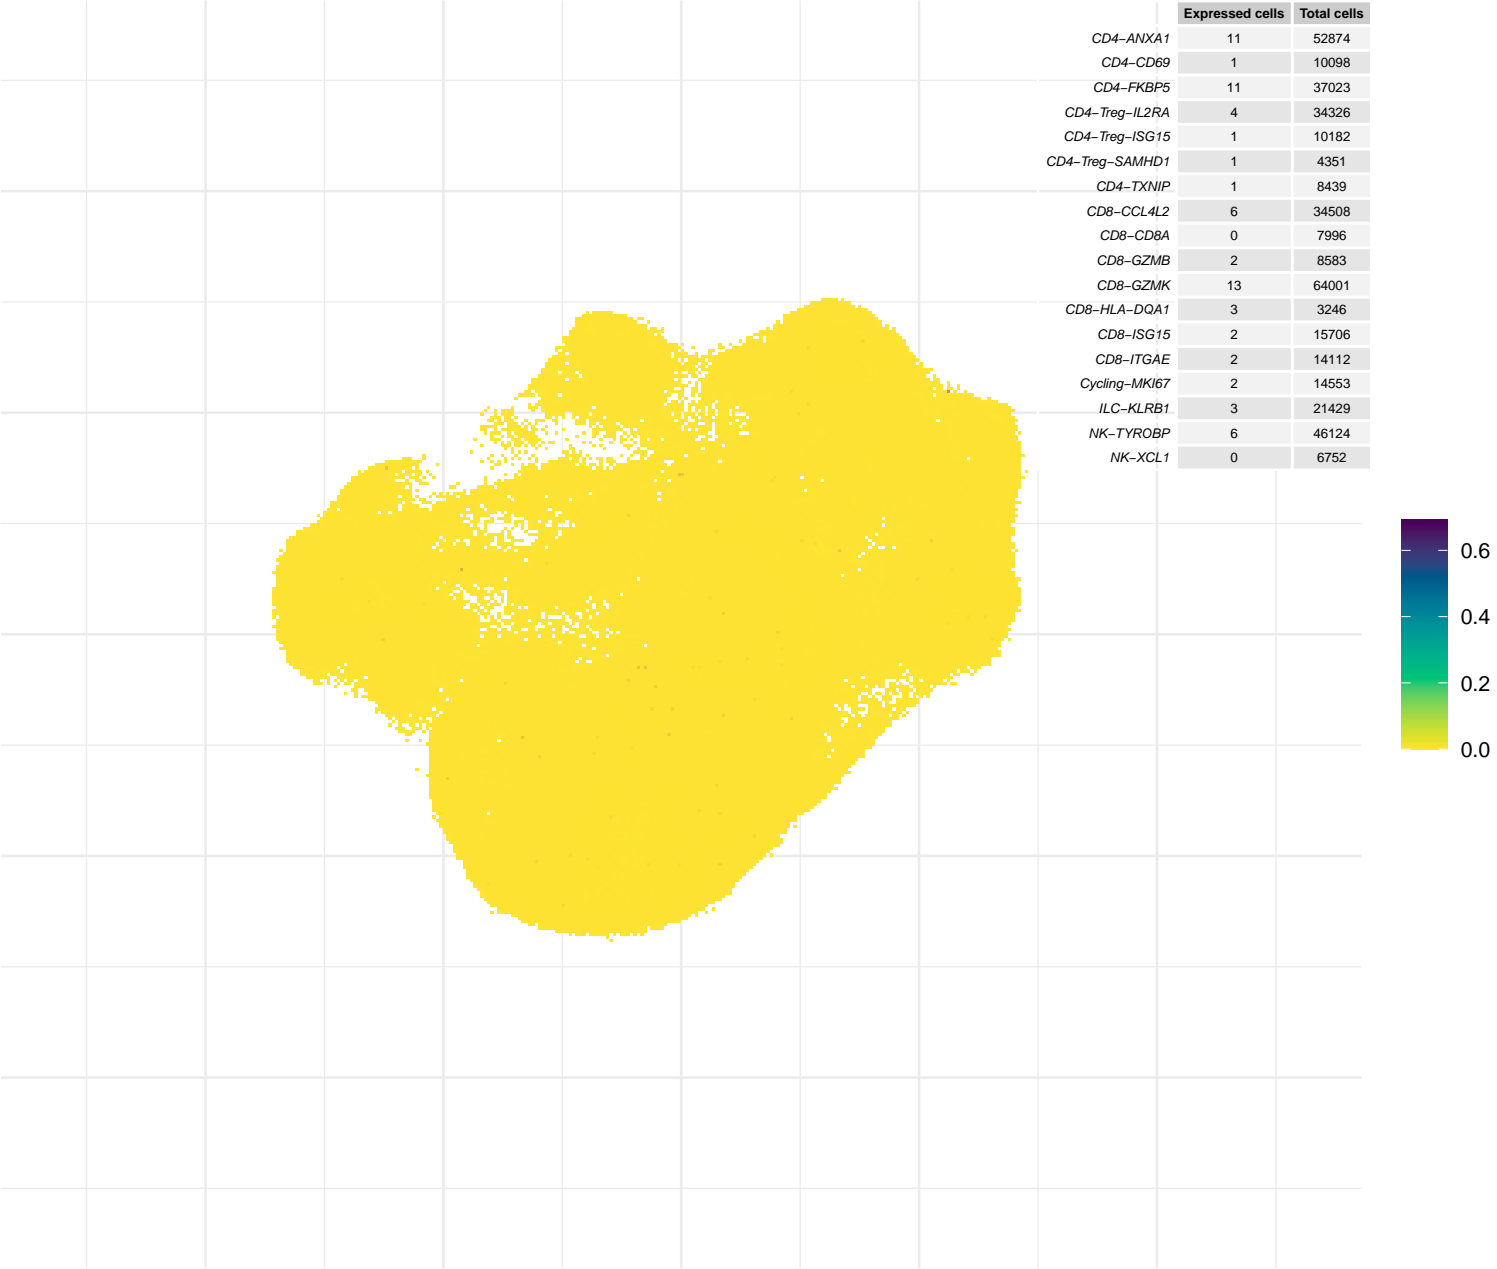 Expressed cells Total cells
CD4−ANXA1 11 52874
CD4−CD69 1 10098
CD4−FKBP5 11 37023
CD4−Treg−IL2RA 4 34326
CD4−Treg−ISG15 1 10182
CD4−Treg−SAMHD1 1 4351
CD4−TXNIP 1 8439
CD8−CCL4L2 6 34508
CD8−CD8A 0 7996
CD8−GZMB 2 8583
CD8−GZMK 13 64001
CD8−HLA−DQA1 3 3246
CD8−ISG15 2 15706
CD8−ITGAE 2 14112
Cycling−MKI67 2 14553
ILC−KLRB1 3 21429
NK−TYROBP 6 46124
NK−XCL1 0 6752
0.6
0.4
0.2
0.0